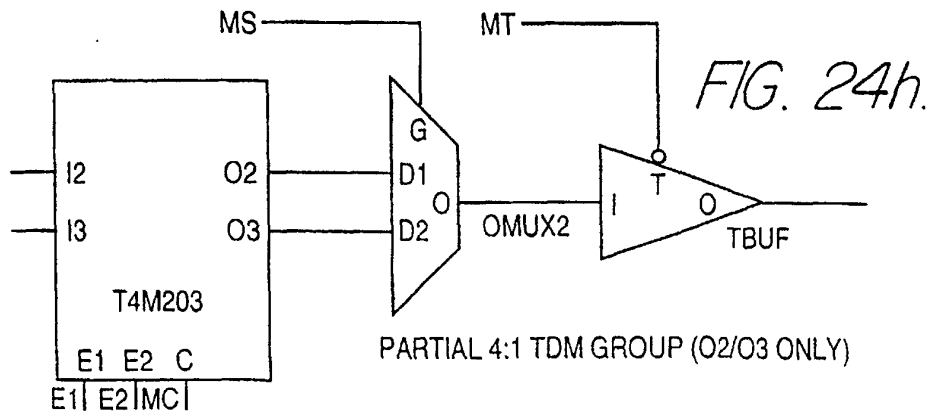 MS
MT
FIG. 24h.
G
I2 O2 D1
T
O I O
I3 O3 D2
OMUX2
TBUF
T4M203
PARTIAL 4:1 TDM GROUP (O2/O3 ONLY)
E1 E2 C
E1 E2 MC